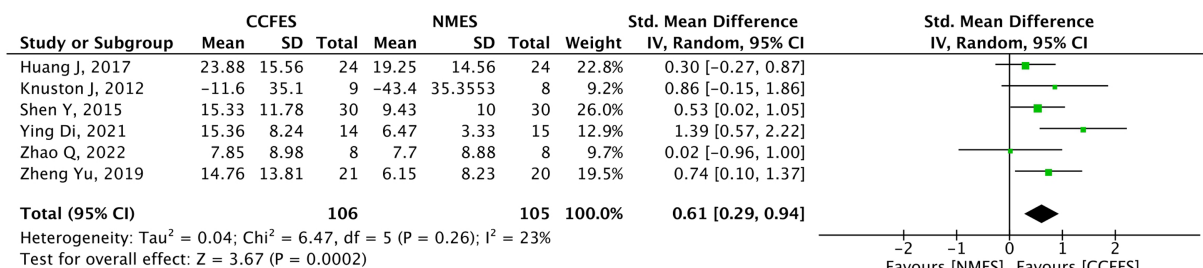 CCFES NMES Std. Mean Difference Std. Mean Difference
Study or Subgroup Mean SD Total Mean SD Total Weight IV, Random, 95% CI IV, Random, 95% CI
Huang J, 2017 23.88 15.56 24 19.25 14.56 24 22.8% 0.30 [-0.27, 0.87]
Knuston J, 2012 -11.6 35.1 9 -43.4 35.3553 8 9.2% 0.86 [-0.15, 1.86]
Shen Y, 2015 15.33 11.78 30 9.43 10 30 26.0% 0.53 [0.02, 1.05]
Ying Di, 2021 15.36 8.24 14 6.47 3.33 15 12.9% 1.39 [0.57, 2.22]
Zhao Q, 2022 7.85 8.98 8 7.7 8.88 8 9.7% 0.02 [-0.96, 1.00]
Zheng Yu, 2019 14.76 13.81 21 6.15 8.23 20 19.5% 0.74 [0.10, 1.37]
Total (95% CI) 106 105 100.0% 0.61 [0.29, 0.94]
Heterogeneity: Tau² = 0.04; Chi² = 6.47, df = 5 (P = 0.26); I² = 23%
Test for overall effect: Z = 3.67 (P = 0.0002)
-2 -1 0 1 2
Favours [NMES] Favours [CCFES]